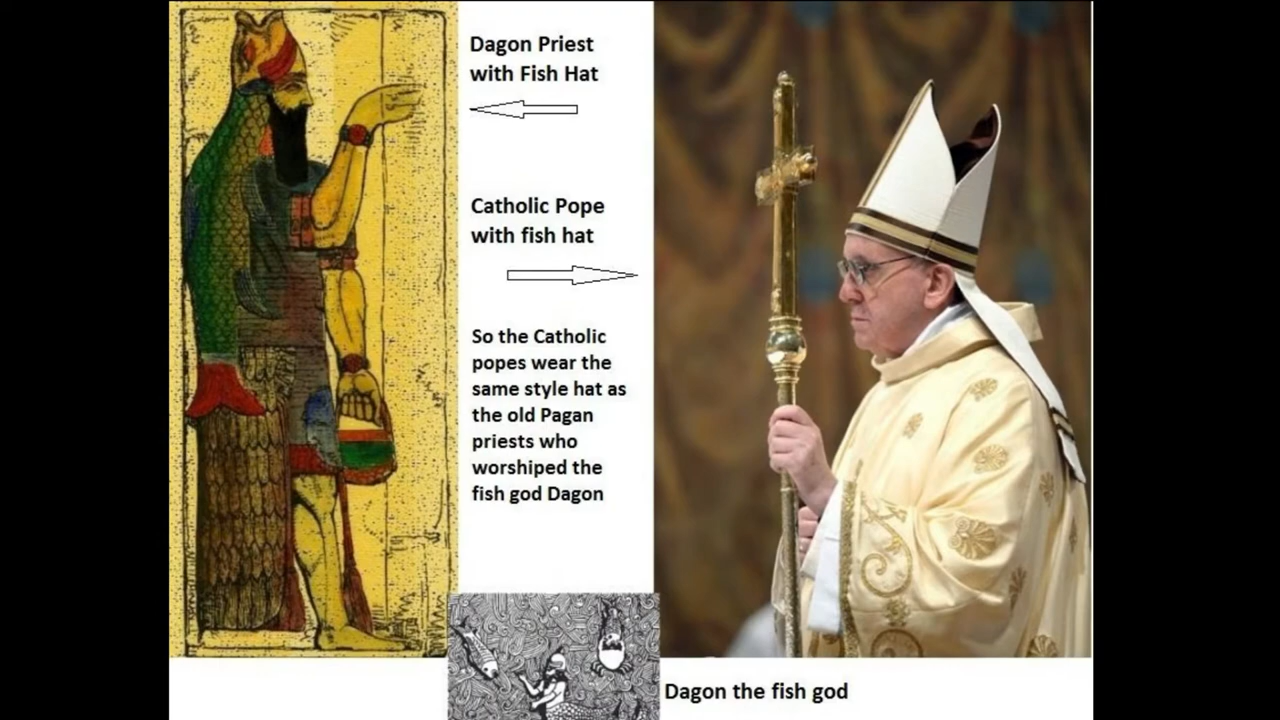 Dagon Priest
with Fish Hat
Catholic Pope
with fish hat
So the Catholic
popes wear the
same style hat as
the old Pagan
priests who
worshiped the
fish god Dagon
Dagon the fish god